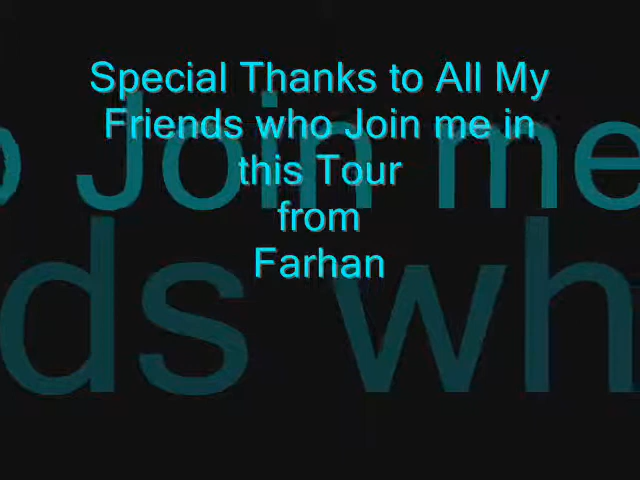 Special Thanks to All My
Friends who Join me in
this Tour
from
Farhan
o Join me
ds wh